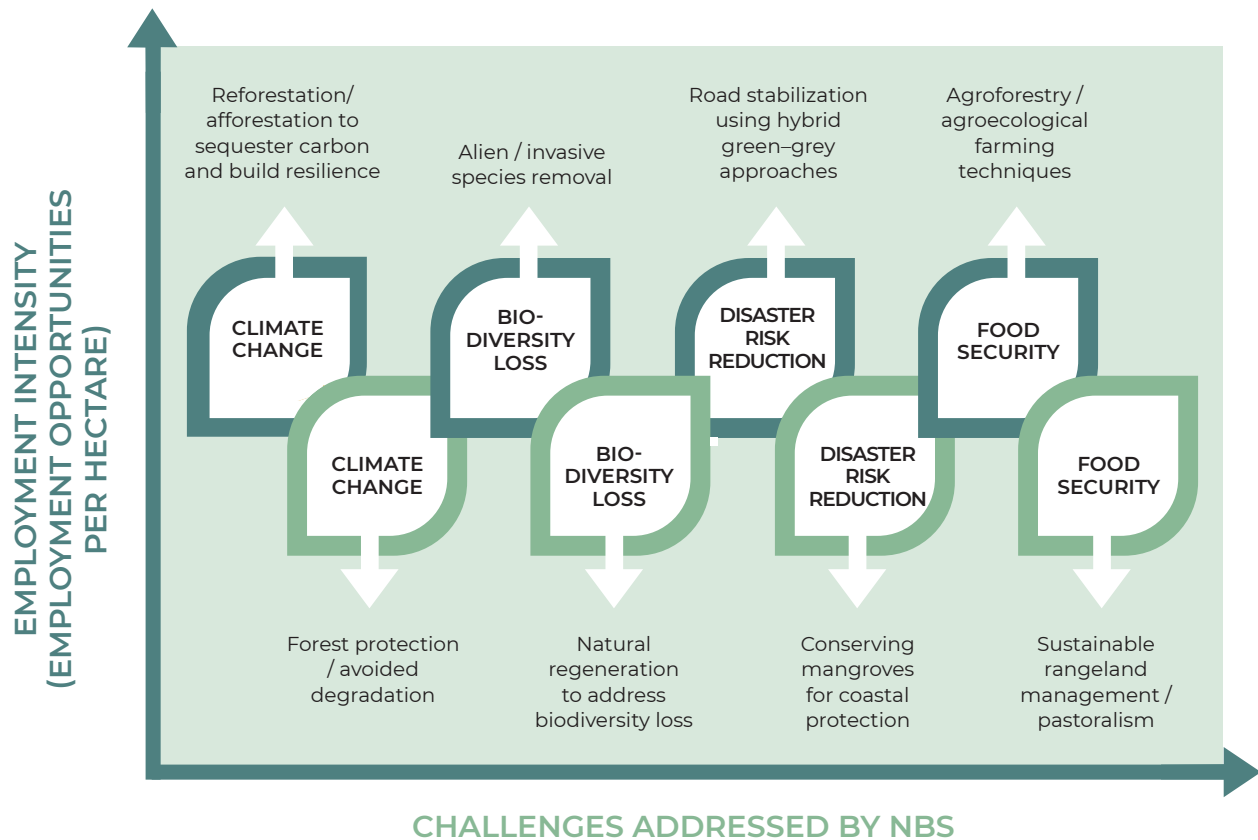 EMPLOYMENT INTENSITY
(EMPLOYMENT OPPORTUNITIES
PER HECTARE)
Reforestation/
afforestation to
sequester carbon
and build resilience
Alien / invasive
species removal
Road stabilization
using hybrid
green–grey
approaches
Agroforestry /
agroecological
farming
techniques
CLIMATE
CHANGE
BIO-
DIVERSITY
LOSS
DISASTER
RISK
REDUCTION
FOOD
SECURITY
CLIMATE
CHANGE
BIO-
DIVERSITY
LOSS
DISASTER
RISK
REDUCTION
FOOD
SECURITY
Forest protection
/ avoided
degradation
Natural
regeneration
to address
biodiversity loss
Conserving
mangroves
for coastal
protection
Sustainable
rangeland
management /
pastoralism
CHALLENGES ADDRESSED BY NBS